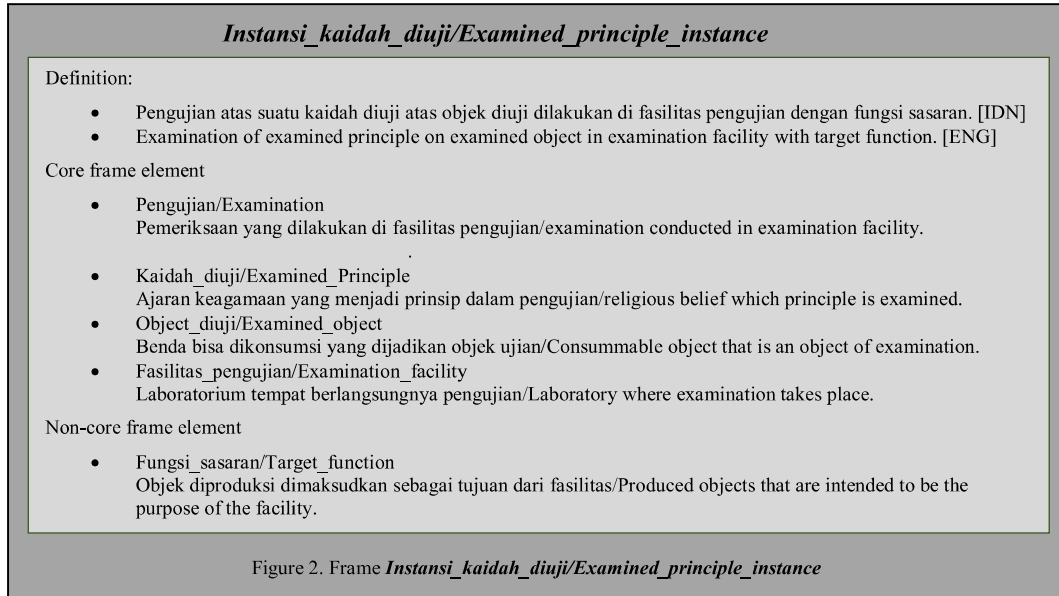 Instansi_kaidah_diuji/Examined_principle_instance
Definition:
• Pengujian atas suatu kaidah diuji atas objek diuji dilakukan di fasilitas pengujian dengan fungsi sasaran. [IDN]
• Examination of examined principle on examined object in examination facility with target function. [ENG]
Core frame element
• Pengujian/Examination
Pemeriksaan yang dilakukan di fasilitas pengujian/examination conducted in examination facility.
.
• Kaidah_diuji/Examined_Principle
Ajaran keagamaan yang menjadi prinsip dalam pengujian/religious belief which principle is examined.
• Object_diuji/Examined_object
Benda bisa dikonsumsi yang dijadikan objek ujian/Consummable object that is an object of examination.
• Fasilitas_pengujian/Examination_facility
Laboratorium tempat berlangsungnya pengujian/Laboratory where examination takes place.
Non-core frame element
• Fungsi_sasaran/Target_function
Objek diproduksi dimaksudkan sebagai tujuan dari fasilitas/Produced objects that are intended to be the
purpose of the facility.
Figure 2. Frame Instansi_kaidah_diuji/Examined_principle_instance